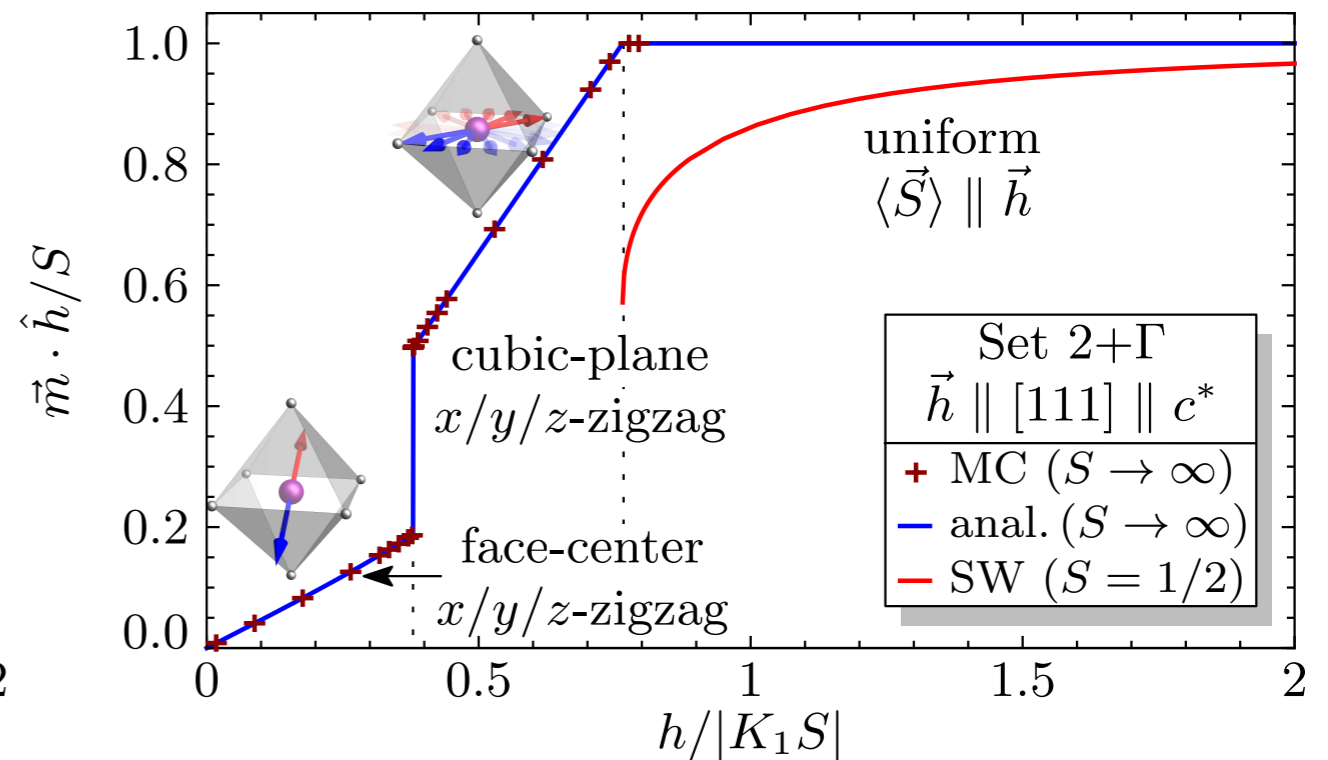 1.0
0.8
0.6
0.4
0.2
0.0
m⃗ · ĥ/S
uniform
⟨S⃗⟩ ∥ h⃗
cubic-plane
x/y/z-zigzag
face-center
x/y/z-zigzag
Set 2+Γ
h⃗ ∥ [111] ∥ c*
MC (S → ∞)
anal. (S → ∞)
SW (S = 1/2)
2
0
0.5
1
1.5
2
h/|K₁S|